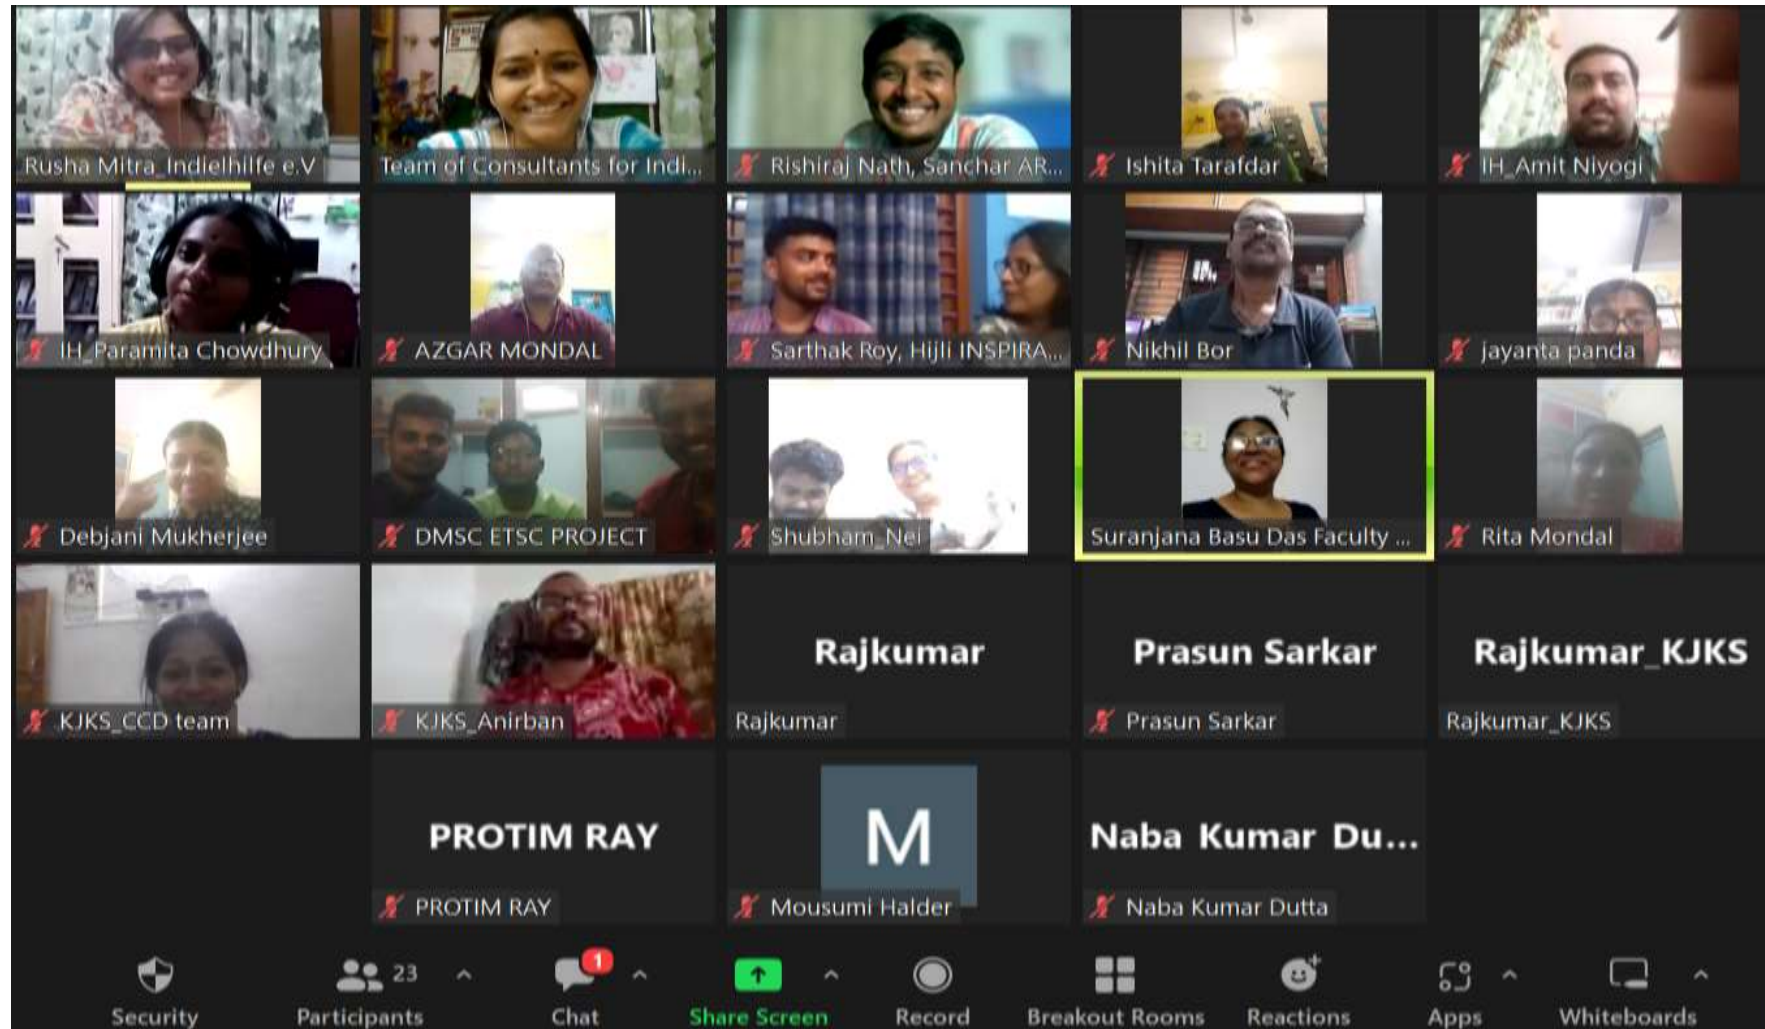 Rusha Mitra_Indielhilfe e.V
Team of Consultants for Indi...
Rishiraj Nath, Sanchar AR...
Ishita Tarafdar
IH_Amit Niyogi
IH_Paramita Chowdhury
AZGAR MONDAL
Sarthak Roy, Hijli INSPIRA...
Nikhil Bor
jayanta panda
Debjani Mukherjee
DMSC ETSC PROJECT
Shubham_Nei
Suranjana Basu Das Faculty ...
Rita Mondal
KJKS_CCD team
KJKS_Anirban
Rajkumar
Rajkumar
Prasun Sarkar
Prasun Sarkar
Rajkumar_KJKS
Rajkumar_KJKS
PROTIM RAY
PROTIM RAY
M
Mousumi Halder
Naba Kumar Du...
Naba Kumar Dutta
Security
23
Participants
1
Chat
Share Screen
Record
Breakout Rooms
Reactions
Apps
Whiteboards